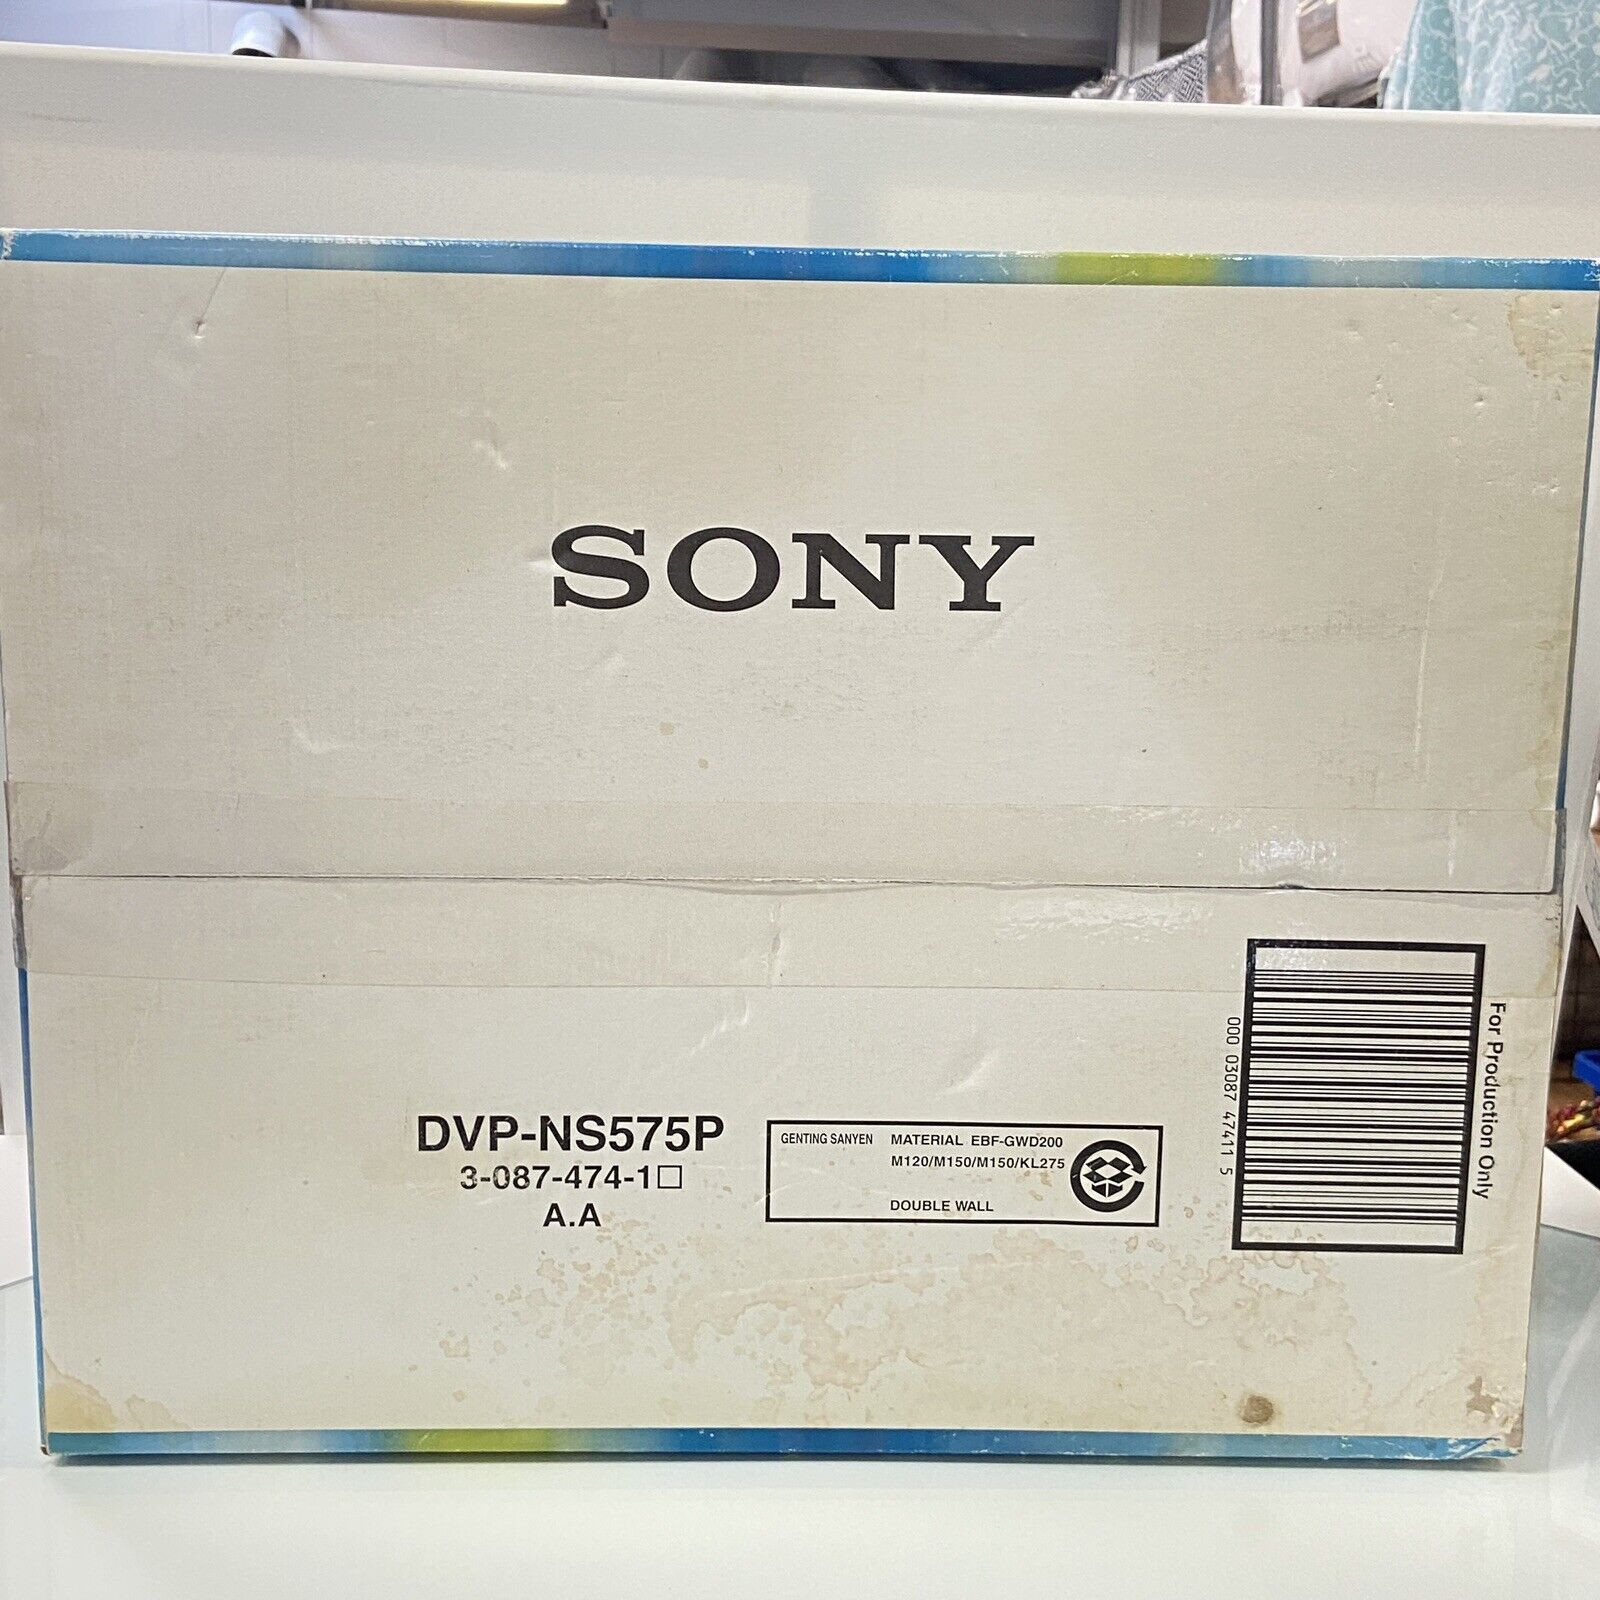 SONY
DVP-NS575P
3-087-474-1□
A.A
GENTING SANYEN MATERIAL EBF-GWD200
M120/M150/M150/KL275
DOUBLE WALL
000 03087 47411 5
For Production Only